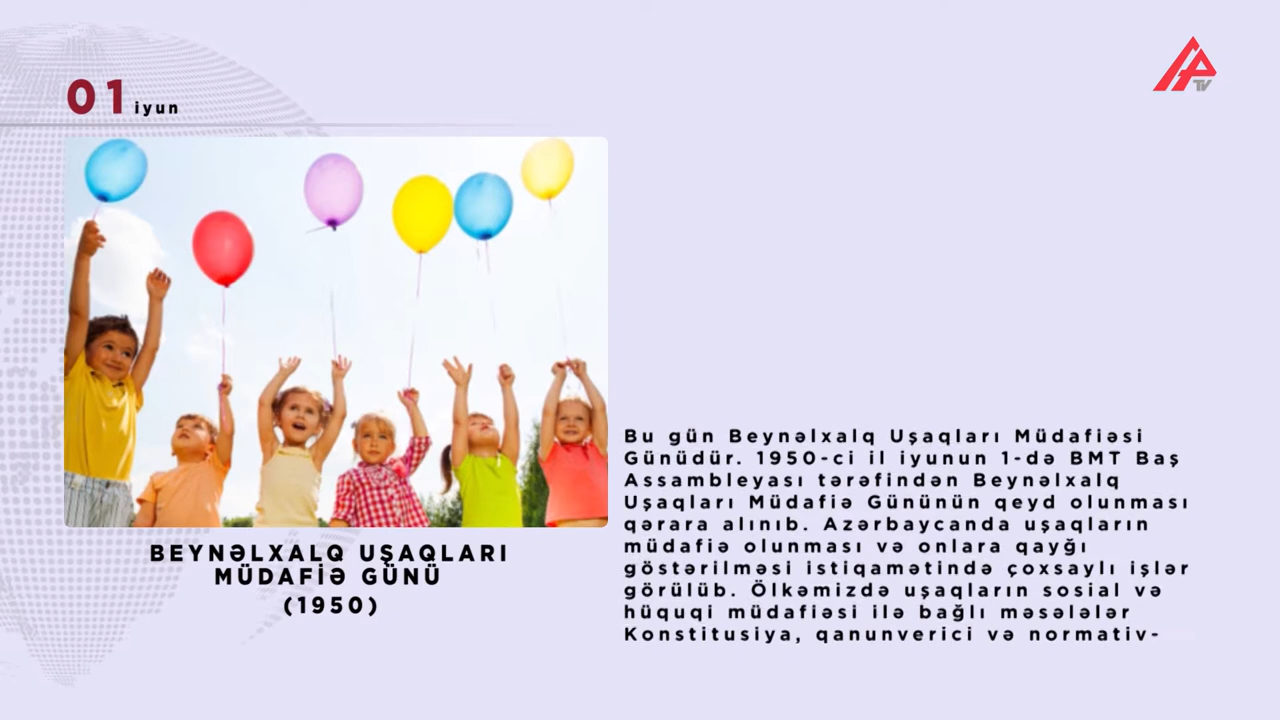 01 iyun
TV
BEYNƏLXALQ UŞAQLARI
MÜDAFİƏ GÜNÜ
(1950)
Bu gün Beynəlxalq Uşaqları Müdafiəsi
Günüdür. 1950-ci il iyunun 1-də BMT Baş
Assambleyası tərəfindən Beynəlxalq
Uşaqları Müdafiə Gününün qeyd olunması
qərara alınıb. Azərbaycanda uşaqların
müdafiə olunması və onlara qayğı
göstərilməsi istiqamətində çoxsaylı işlər
görülüb. Ölkəmizdə uşaqların sosial və
hüquqi müdafiəsi ilə bağlı məsələlər
Konstitusiya, qanunverici və normativ-